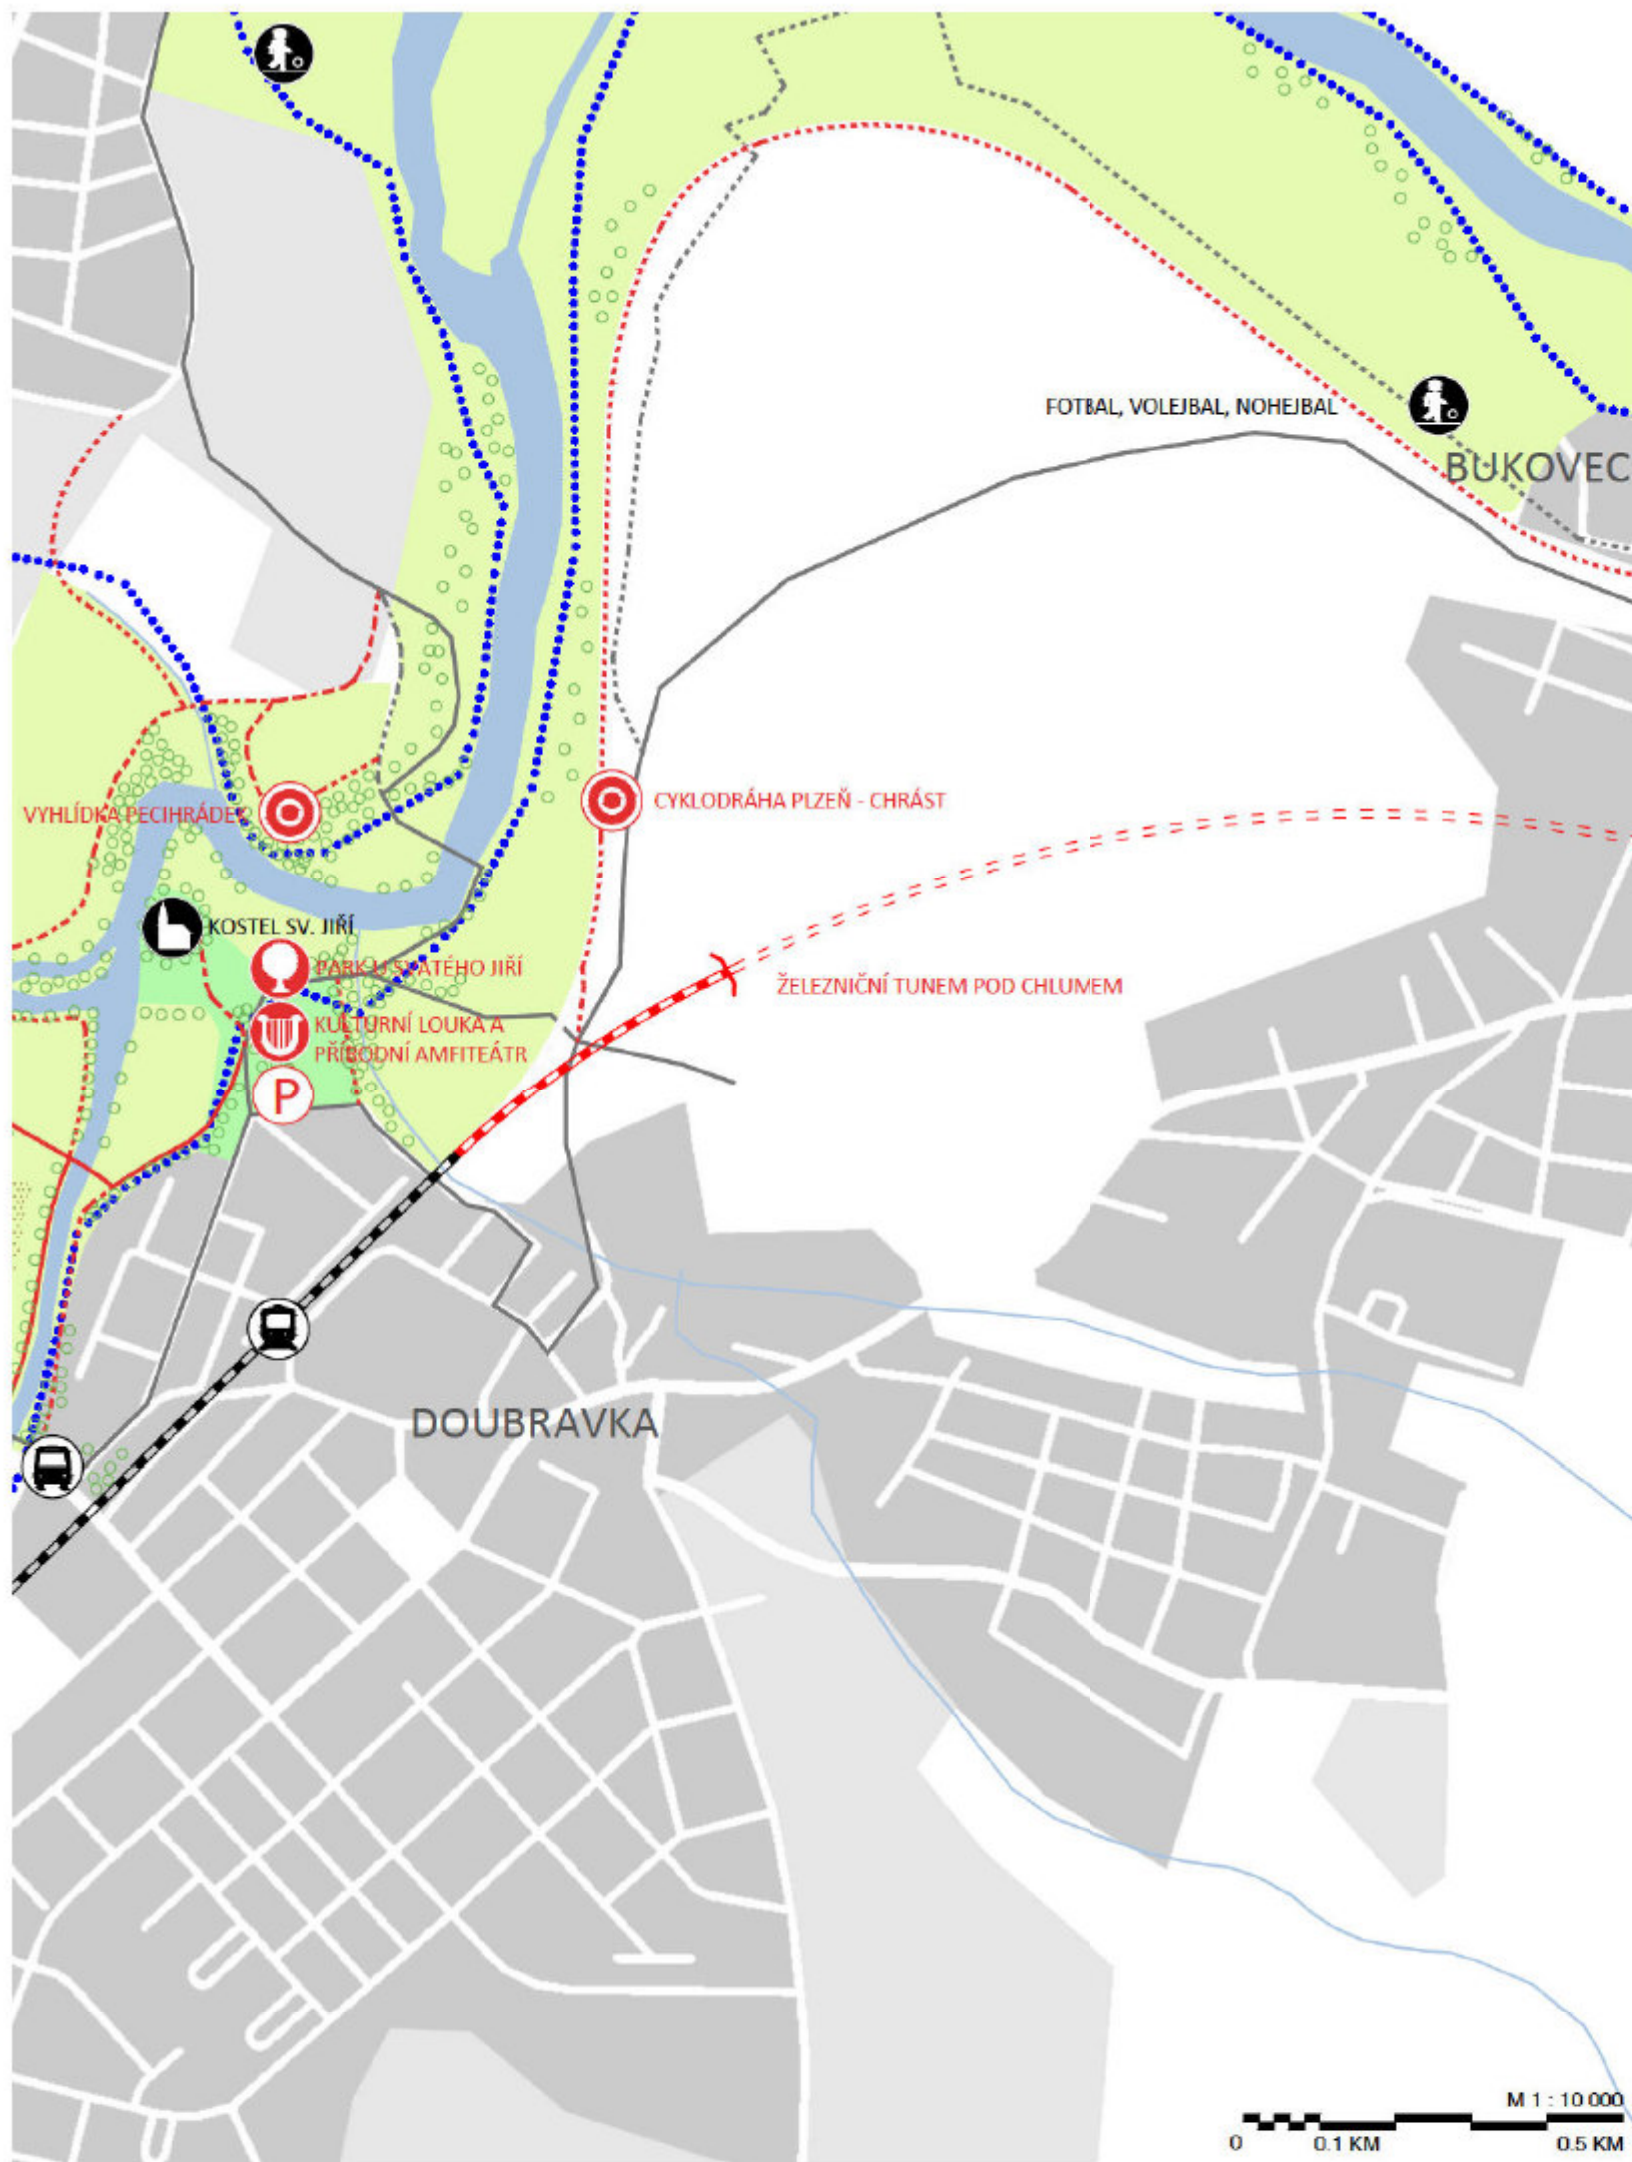 FOTBAL, VOLEJBAL, NOHEJBAL
BUKOVEC
VYHLÍDKA PECIHRÁDEK
CYKLODRÁHA PLZEŇ - CHRÁST
KOSTEL SV. JIŘÍ
PARK U SVATÉHO JIŘÍ
ŽELEZNIČNÍ TUNEM POD CHLUMEM
KULTURNÍ LOUKA A
PŘÍRODNÍ AMFITEÁTR
P
DOUBRAVKA
M 1 : 10 000
0 0.1 KM 0.5 KM